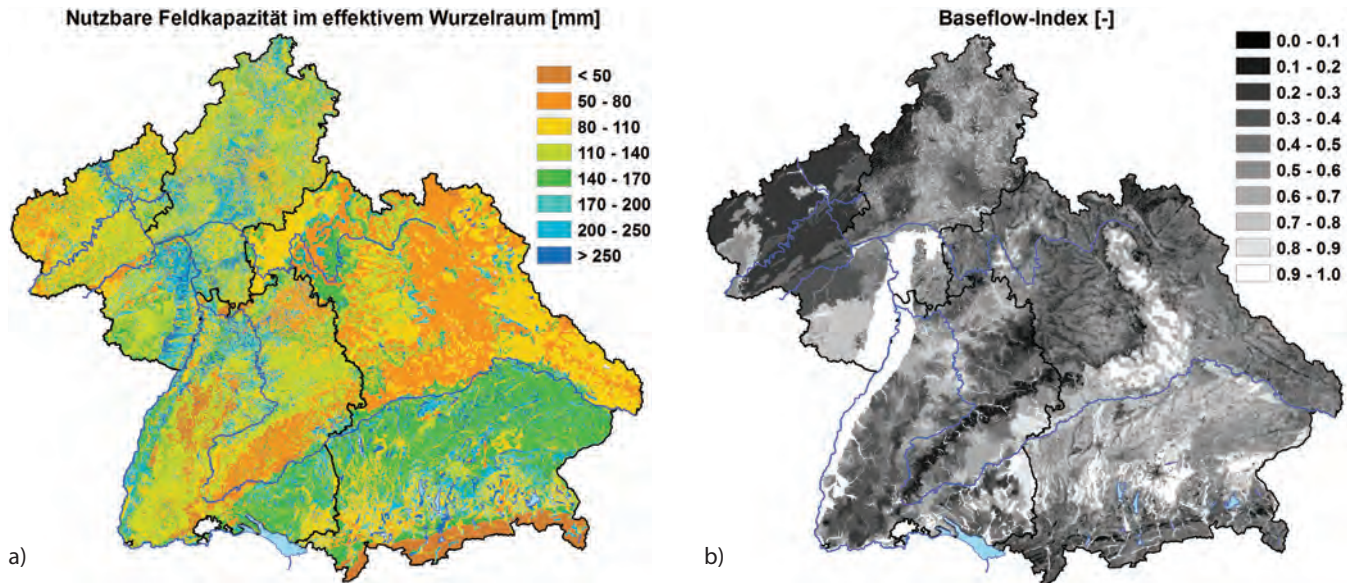 Nutzbare Feldkapazität im effektivem Wurzelraum [mm]
< 50
50 - 80
80 - 110
110 - 140
140 - 170
170 - 200
200 - 250
> 250
a)
Baseflow-Index [-]
0.0 - 0.1
0.1 - 0.2
0.2 - 0.3
0.3 - 0.4
0.4 - 0.5
0.5 - 0.6
0.6 - 0.7
0.7 - 0.8
0.8 - 0.9
0.9 - 1.0
b)